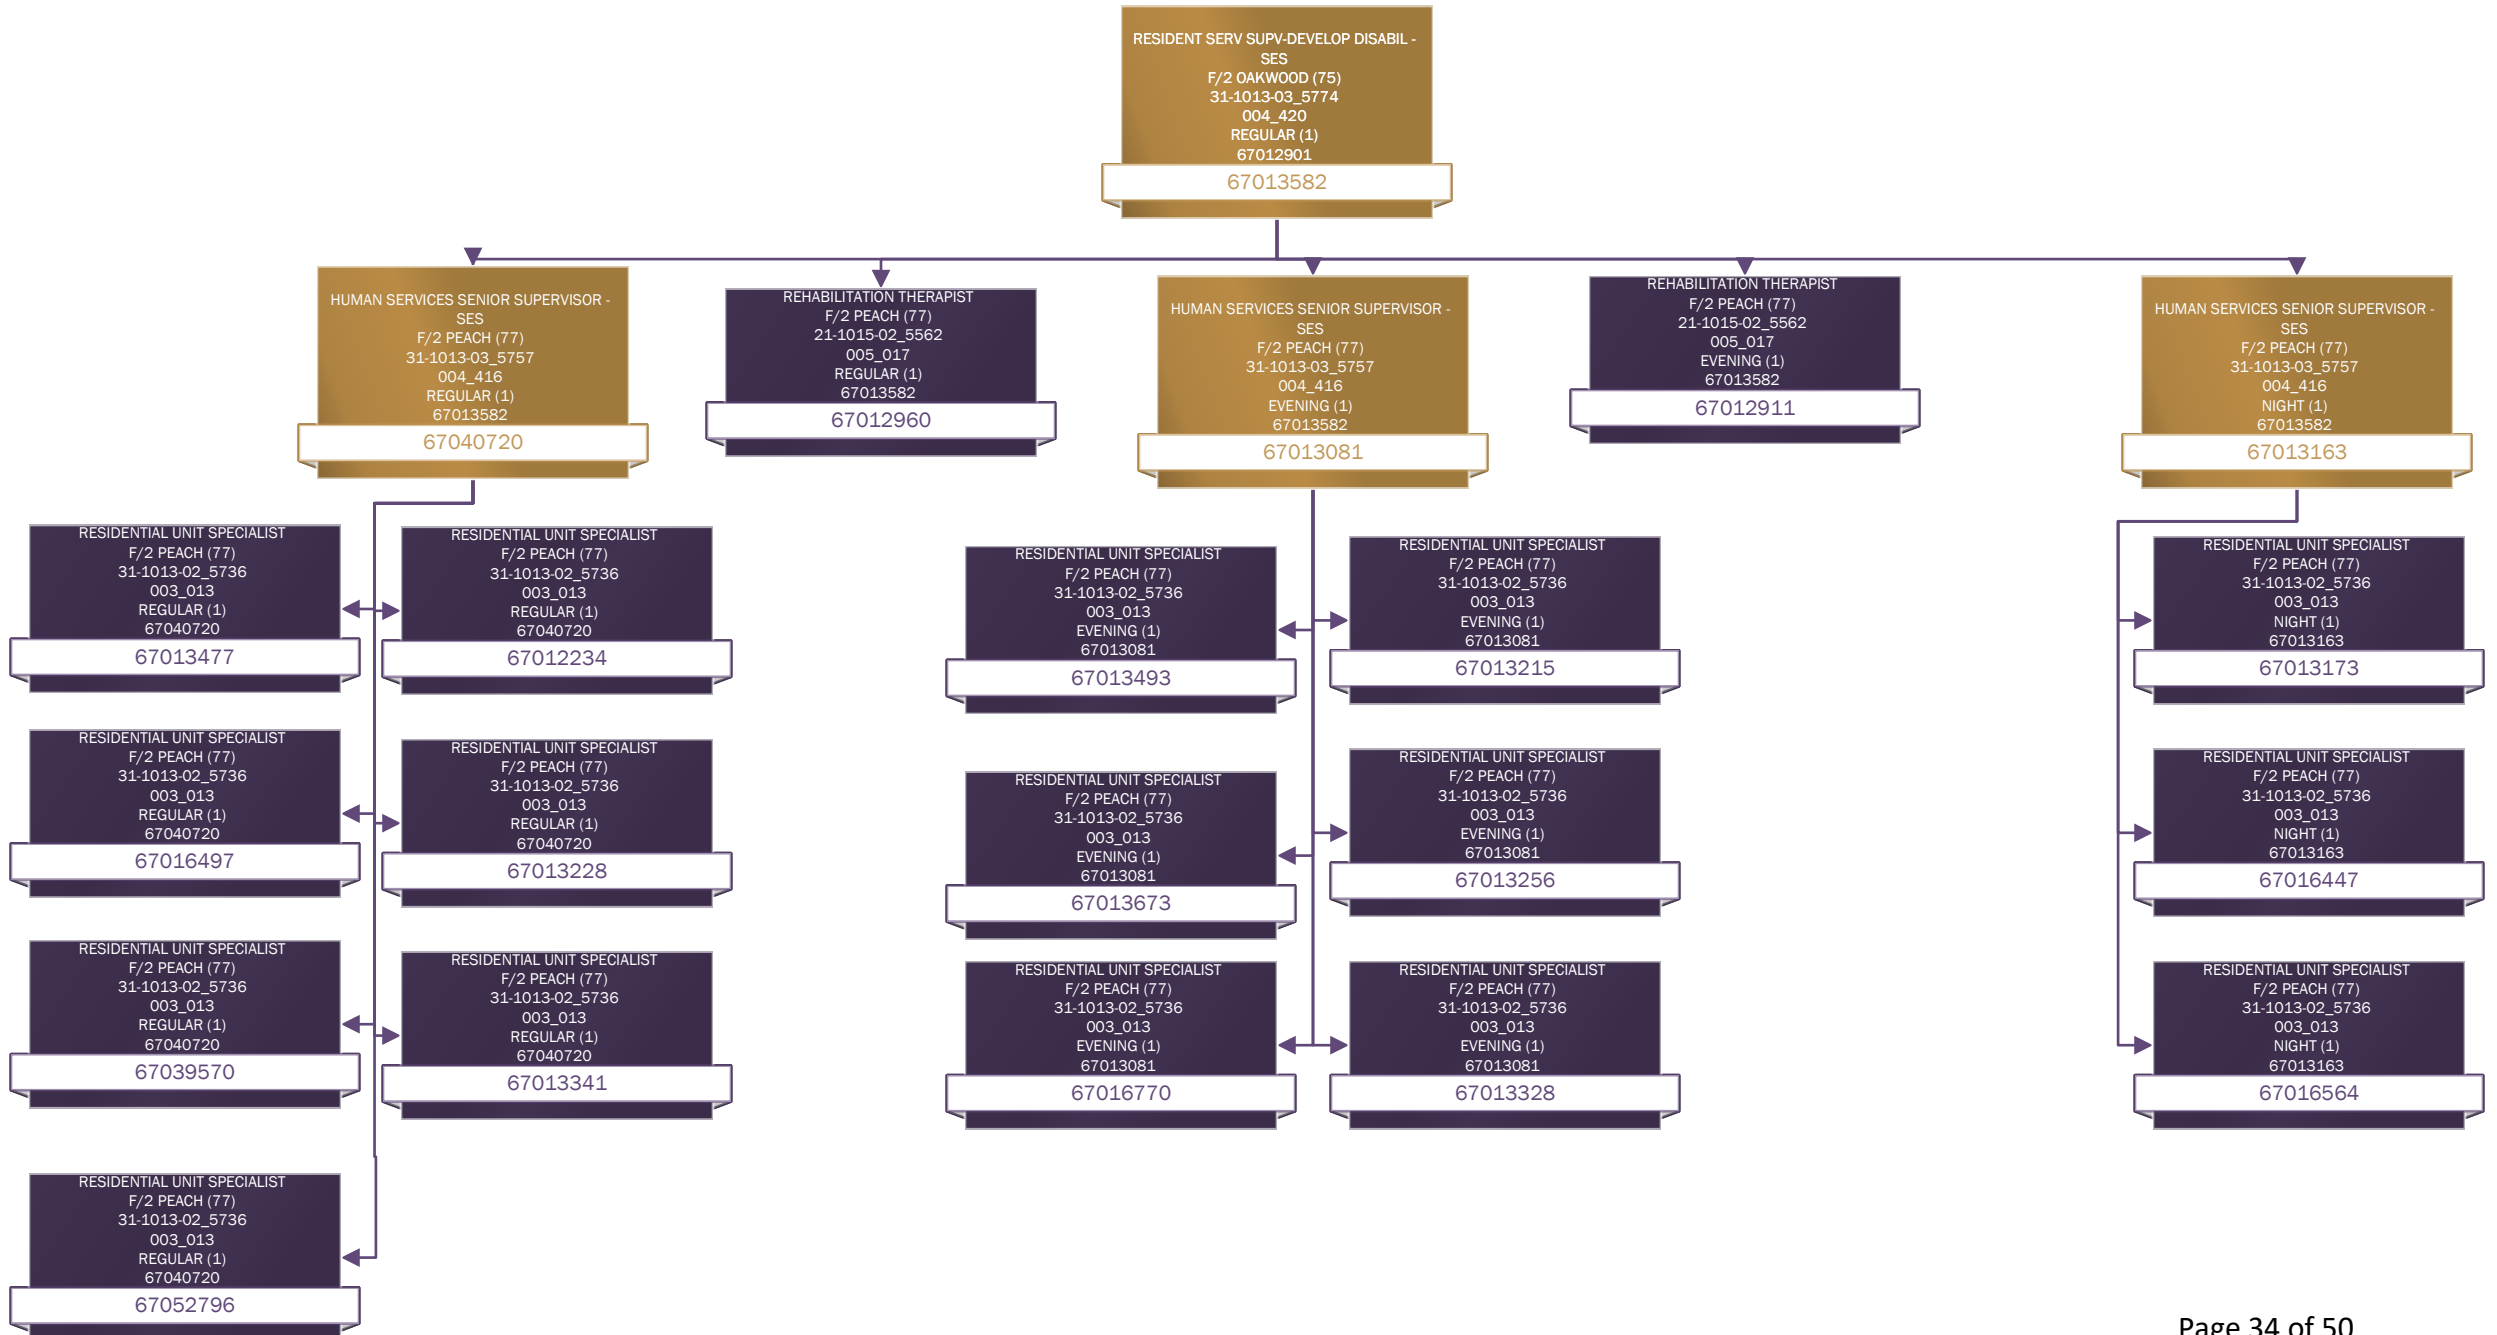 RESIDENT SERV SUPV-DEVELOP DISABIL -
SES
F/2 OAKWOOD (75)
31-1013-03_5774
004_420
REGULAR (1)
67012901
67013582
HUMAN SERVICES SENIOR SUPERVISOR -
SES
F/2 PEACH (77)
31-1013-03_5757
004_416
REGULAR (1)
67013582
67040720
REHABILITATION THERAPIST
F/2 PEACH (77)
21-1015-02_5562
005_017
REGULAR (1)
67013582
67012960
HUMAN SERVICES SENIOR SUPERVISOR -
SES
F/2 PEACH (77)
31-1013-03_5757
004_416
EVENING (1)
67013582
67013081
REHABILITATION THERAPIST
F/2 PEACH (77)
21-1015-02_5562
005_017
EVENING (1)
67013582
67012911
HUMAN SERVICES SENIOR SUPERVISOR -
SES
F/2 PEACH (77)
31-1013-03_5757
004_416
NIGHT (1)
67013582
67013163
RESIDENTIAL UNIT SPECIALIST
F/2 PEACH (77)
31-1013-02_5736
003_013
REGULAR (1)
67040720
67013477
RESIDENTIAL UNIT SPECIALIST
F/2 PEACH (77)
31-1013-02_5736
003_013
REGULAR (1)
67040720
67012234
RESIDENTIAL UNIT SPECIALIST
F/2 PEACH (77)
31-1013-02_5736
003_013
EVENING (1)
67013081
67013493
RESIDENTIAL UNIT SPECIALIST
F/2 PEACH (77)
31-1013-02_5736
003_013
EVENING (1)
67013081
67013215
RESIDENTIAL UNIT SPECIALIST
F/2 PEACH (77)
31-1013-02_5736
003_013
NIGHT (1)
67013163
67013173
RESIDENTIAL UNIT SPECIALIST
F/2 PEACH (77)
31-1013-02_5736
003_013
REGULAR (1)
67040720
67016497
RESIDENTIAL UNIT SPECIALIST
F/2 PEACH (77)
31-1013-02_5736
003_013
REGULAR (1)
67040720
67013228
RESIDENTIAL UNIT SPECIALIST
F/2 PEACH (77)
31-1013-02_5736
003_013
EVENING (1)
67013081
67013673
RESIDENTIAL UNIT SPECIALIST
F/2 PEACH (77)
31-1013-02_5736
003_013
EVENING (1)
67013081
67013256
RESIDENTIAL UNIT SPECIALIST
F/2 PEACH (77)
31-1013-02_5736
003_013
NIGHT (1)
67013163
67016447
RESIDENTIAL UNIT SPECIALIST
F/2 PEACH (77)
31-1013-02_5736
003_013
REGULAR (1)
67040720
67039570
RESIDENTIAL UNIT SPECIALIST
F/2 PEACH (77)
31-1013-02_5736
003_013
REGULAR (1)
67040720
67013341
RESIDENTIAL UNIT SPECIALIST
F/2 PEACH (77)
31-1013-02_5736
003_013
EVENING (1)
67013081
67016770
RESIDENTIAL UNIT SPECIALIST
F/2 PEACH (77)
31-1013-02_5736
003_013
EVENING (1)
67013081
67013328
RESIDENTIAL UNIT SPECIALIST
F/2 PEACH (77)
31-1013-02_5736
003_013
NIGHT (1)
67013163
67016564
RESIDENTIAL UNIT SPECIALIST
F/2 PEACH (77)
31-1013-02_5736
003_013
REGULAR (1)
67040720
67052796
Page 34 of 50